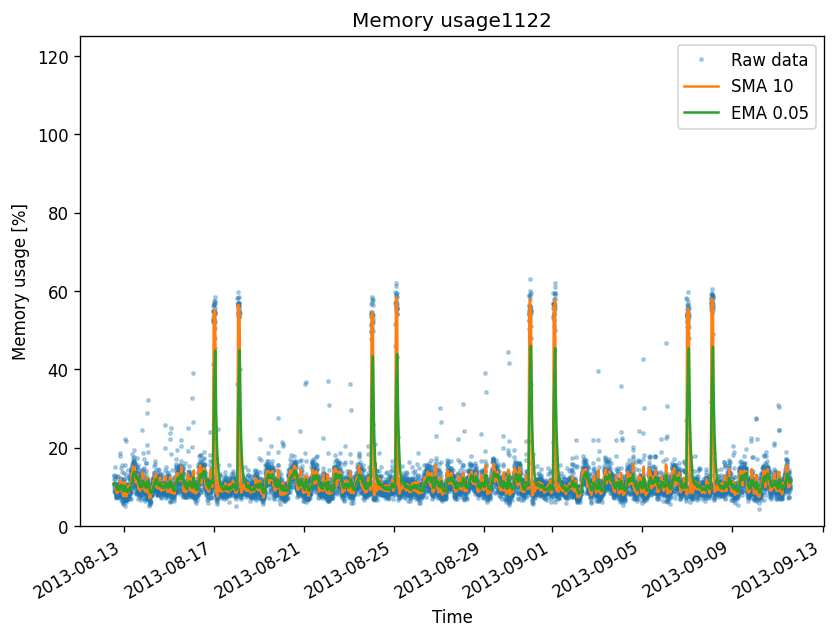 Memory usage1122
Raw data
SMA 10
EMA 0.05
Memory usage [%]
120
100
80
60
40
20
0
2013-08-13
2013-08-17
2013-08-21
2013-08-25
2013-08-29
2013-09-01
2013-09-05
2013-09-09
2013-09-13
Time